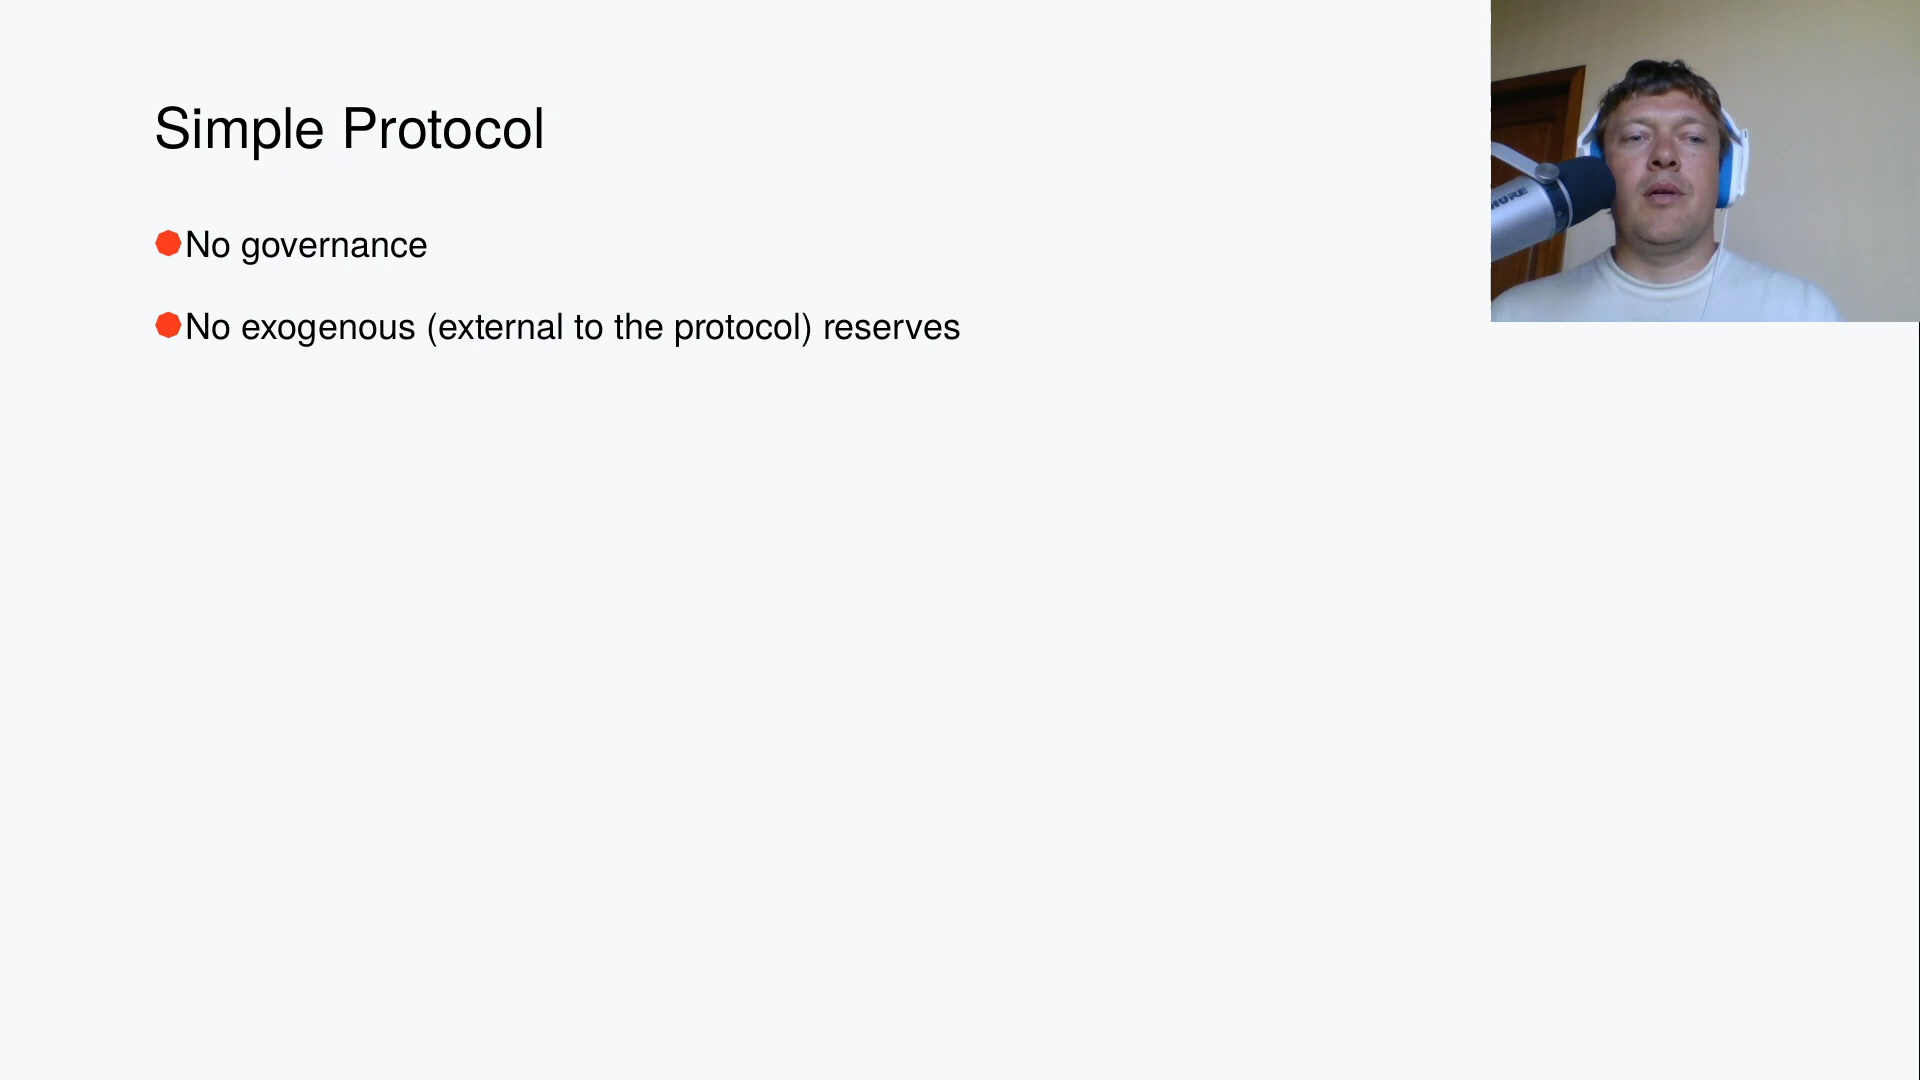 Simple Protocol
No governance
No exogenous (external to the protocol) reserves